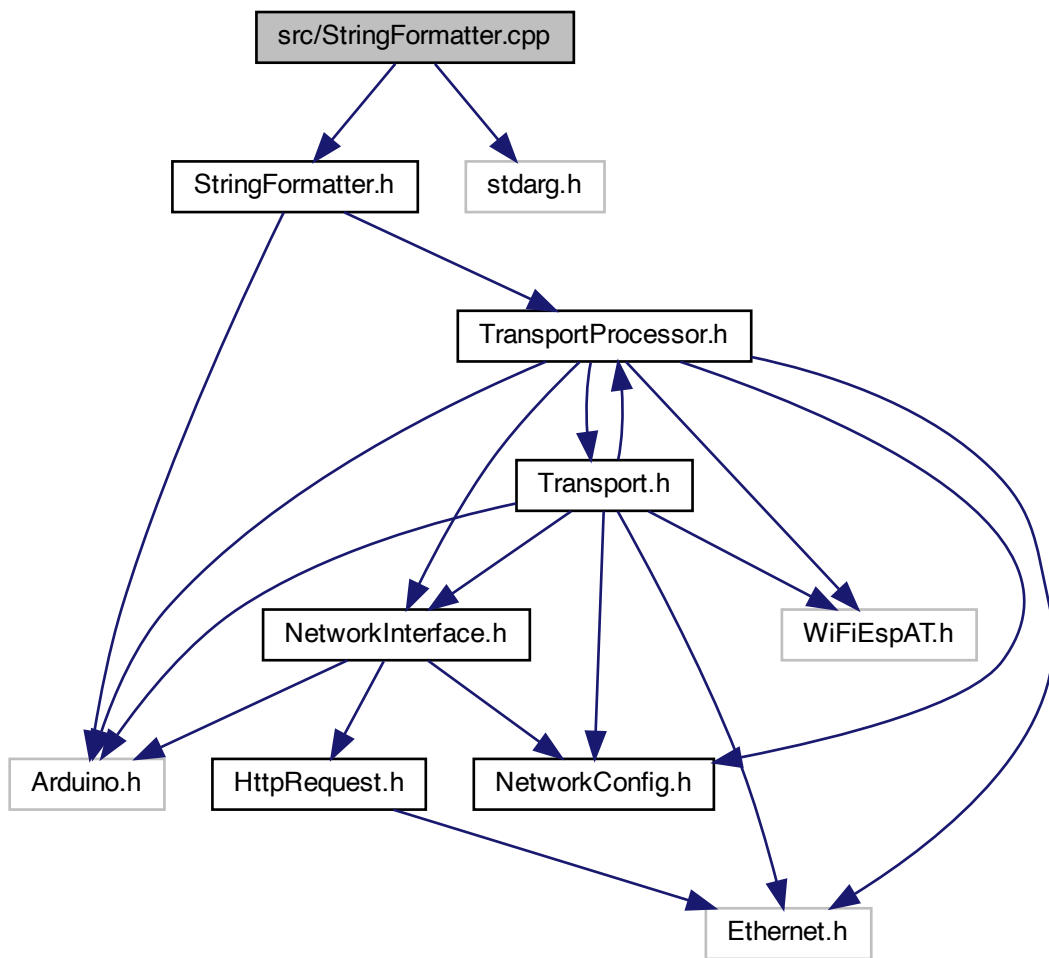 src/StringFormatter.cpp
StringFormatter.h
stdarg.h
TransportProcessor.h
Transport.h
NetworkInterface.h
WiFiEspAT.h
Arduino.h
HttpRequest.h
NetworkConfig.h
Ethernet.h